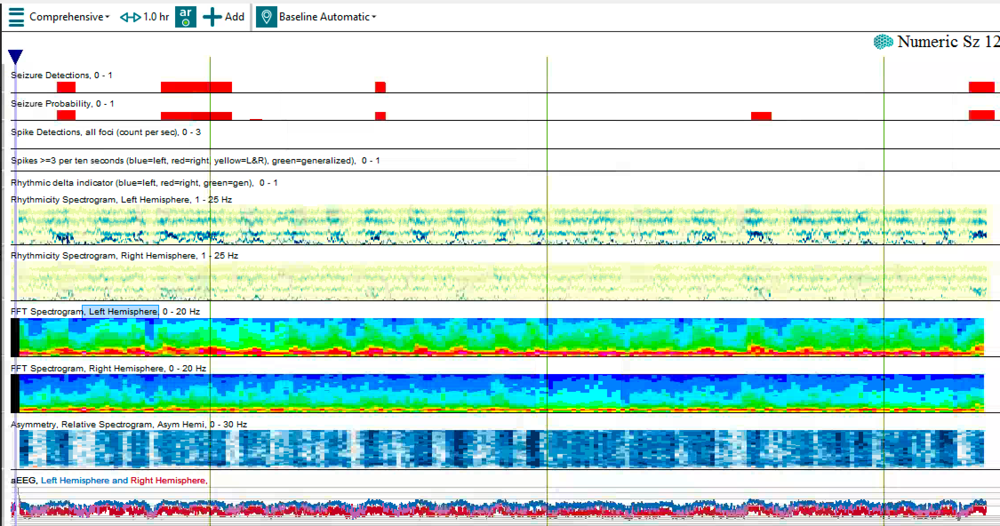 Comprehensive 1.0 hr ar Add Baseline Automatic
Numeric Sz 12
Seizure Detections, 0 - 1
Seizure Probability, 0 - 1
Spike Detections, all foci (count per sec), 0 - 3
Spikes >=3 per ten seconds (blue=left, red=right, yellow=L&R), green=generalized), 0 - 1
Rhythmic delta indicator (blue=left, red=right, green=gen), 0 - 1
Rhythmicity Spectrogram, Left Hemisphere, 1 - 25 Hz
Rhythmicity Spectrogram, Right Hemisphere, 1 - 25 Hz
FFT Spectrogram, Left Hemisphere, 0 - 20 Hz
FFT Spectrogram, Right Hemisphere, 0 - 20 Hz
Asymmetry, Relative Spectrogram, Asym Hemi, 0 - 30 Hz
aEEG, Left Hemisphere and Right Hemisphere,